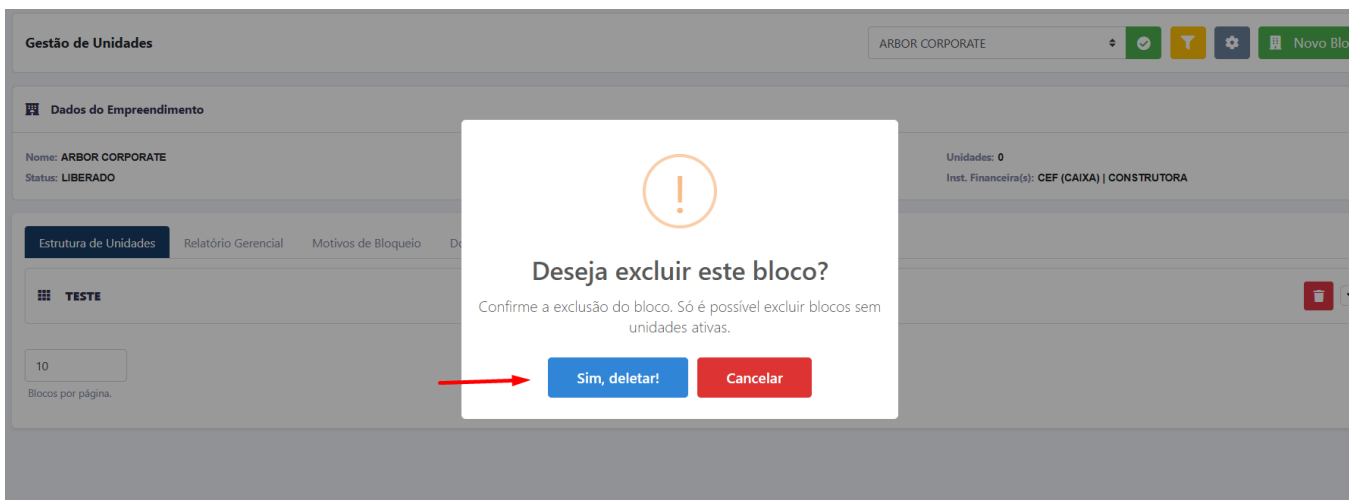 Gestão de Unidades
ARBOR CORPORATE
Novo Blo
Dados do Empreendimento
Nome: ARBOR CORPORATE
Unidades: 0
Status: LIBERADO
Inst. Financeira(s): CEF (CAIXA) | CONSTRUTORA
Estrutura de Unidades
Relatório Gerencial
Motivos de Bloqueio
TESTE
10
Blocos por página.
!
Deseja excluir este bloco?
Confirme a exclusão do bloco. Só é possível excluir blocos sem
unidades ativas.
Sim, deletar!
Cancelar